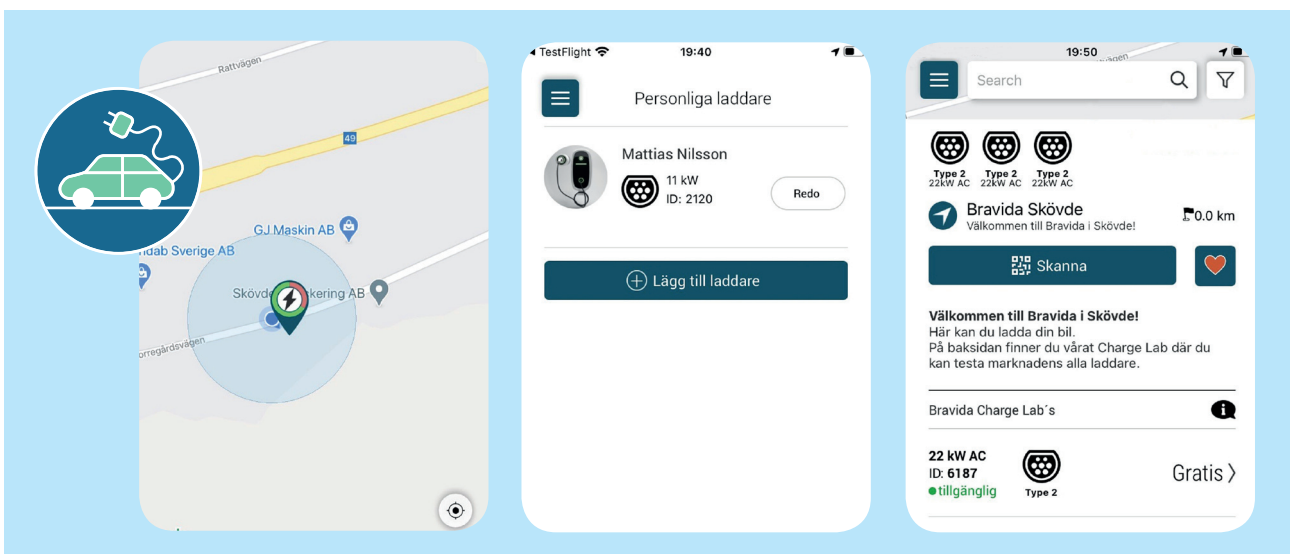 Rattvägen
49
GJ Maskin AB
Sverige AB
Skövde
kering AB
orregårdsvägen
TestFlight
19:40
Personliga laddare
Mattias Nilsson
11 kW
ID: 2120
Redo
Lägg till laddare
19:50
Search
Type 2
22kW AC
Type 2
22kW AC
Type 2
22kW AC
Bravida Skövde
0.0 km
Välkommen till Bravida i Skövde!
Skanna
Välkommen till Bravida i Skövde!
Här kan du ladda din bil.
På baksidan finner du vårat Charge Lab där du
kan testa marknadens alla laddare.
Bravida Charge Lab´s
22 kW AC
ID: 6187
tillgänglig
Type 2
Gratis